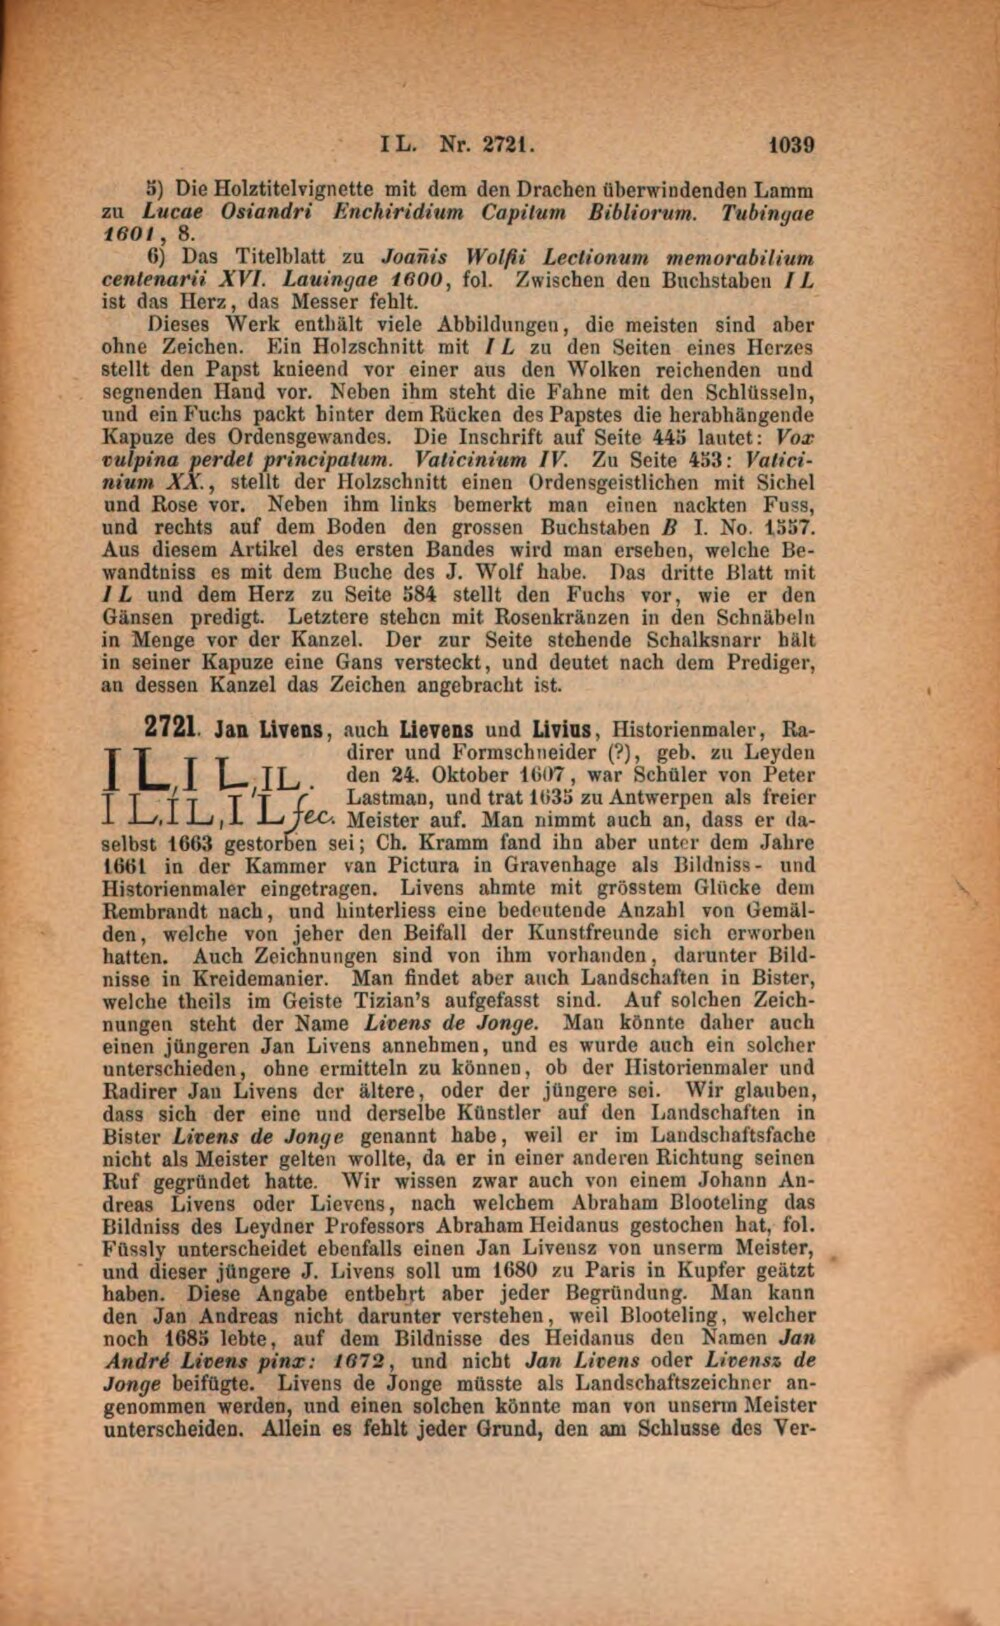 IL. Nr. 2721. 1039
5) Die Holztitelvignette mit dem den Drachen überwindenden Lamm
zu Lucae Osiandri Enchiridium Capitum Bibliorum. Tubingae
1601, 8.
6) Das Titelblatt zu Joan̄is Wolfii Lectionum memorabilium
centenarii XVI. Lauingae 1600, fol. Zwischen den Buchstaben IL
ist das Herz, das Messer fehlt.
Dieses Werk enthält viele Abbildungen, die meisten sind aber
ohne Zeichen. Ein Holzschnitt mit IL zu den Seiten eines Herzes
stellt den Papst knieend vor einer aus den Wolken reichenden und
segnenden Hand vor. Neben ihm steht die Fahne mit den Schlüsseln,
und ein Fuchs packt hinter dem Rücken des Papstes die herabhängende
Kapuze des Ordensgewandes. Die Inschrift auf Seite 445 lautet: Vox
vulpina perdet principatum. Vaticinium IV. Zu Seite 453: Vatici-
nium XX., stellt der Holzschnitt einen Ordensgeistlichen mit Sichel
und Rose vor. Neben ihm links bemerkt man einen nackten Fuss,
und rechts auf dem Boden den grossen Buchstaben B I. No. 1557.
Aus diesem Artikel des ersten Bandes wird man ersehen, welche Be-
wandtniss es mit dem Buche des J. Wolf habe. Das dritte Blatt mit
IL und dem Herz zu Seite 584 stellt den Fuchs vor, wie er den
Gänsen predigt. Letztere stehen mit Rosenkränzen in den Schnäbeln
in Menge vor der Kanzel. Der zur Seite stehende Schalksnarr hält
in seiner Kapuze eine Gans versteckt, und deutet nach dem Prediger,
an dessen Kanzel das Zeichen angebracht ist.
2721. Jan Livens, auch Lievens und Livius, Historienmaler, Ra-
IL, IL, IL. direr und Formschneider (?), geb. zu Leyden
den 24. Oktober 1607, war Schüler von Peter
Lastman, und trat 1635 zu Antwerpen als freier
IL, IL, I'L fec. Meister auf. Man nimmt auch an, dass er da-
selbst 1663 gestorben sei; Ch. Kramm fand ihn aber unter dem Jahre
1661 in der Kammer van Pictura in Gravenhage als Bildniss- und
Historienmaler eingetragen. Livens ahmte mit grösstem Glücke dem
Rembrandt nach, und hinterliess eine bedeutende Anzahl von Gemäl-
den, welche von jeher den Beifall der Kunstfreunde sich erworben
hatten. Auch Zeichnungen sind von ihm vorhanden, darunter Bild-
nisse in Kreidemanier. Man findet aber auch Landschaften in Bister,
welche theils im Geiste Tizian's aufgefasst sind. Auf solchen Zeich-
nungen steht der Name Livens de Jonge. Man könnte daher auch
einen jüngeren Jan Livens annehmen, und es wurde auch ein solcher
unterschieden, ohne ermitteln zu können, ob der Historienmaler und
Radirer Jan Livens der ältere, oder der jüngere sei. Wir glauben,
dass sich der eine und derselbe Künstler auf den Landschaften in
Bister Livens de Jonge genannt habe, weil er im Landschaftsfache
nicht als Meister gelten wollte, da er in einer anderen Richtung seinen
Ruf gegründet hatte. Wir wissen zwar auch von einem Johann An-
dreas Livens oder Lievens, nach welchem Abraham Blooteling das
Bildniss des Leydner Professors Abraham Heidanus gestochen hat, fol.
Füssly unterscheidet ebenfalls einen Jan Livensz von unserm Meister,
und dieser jüngere J. Livens soll um 1680 zu Paris in Kupfer geätzt
haben. Diese Angabe entbehrt aber jeder Begründung. Man kann
den Jan Andreas nicht darunter verstehen, weil Blooteling, welcher
noch 1685 lebte, auf dem Bildnisse des Heidanus den Namen Jan
André Livens pinx: 1672, und nicht Jan Livens oder Livensz de
Jonge beifügte. Livens de Jonge müsste als Landschaftszeichner an-
genommen werden, und einen solchen könnte man von unserm Meister
unterscheiden. Allein es fehlt jeder Grund, den am Schlusse des Ver-